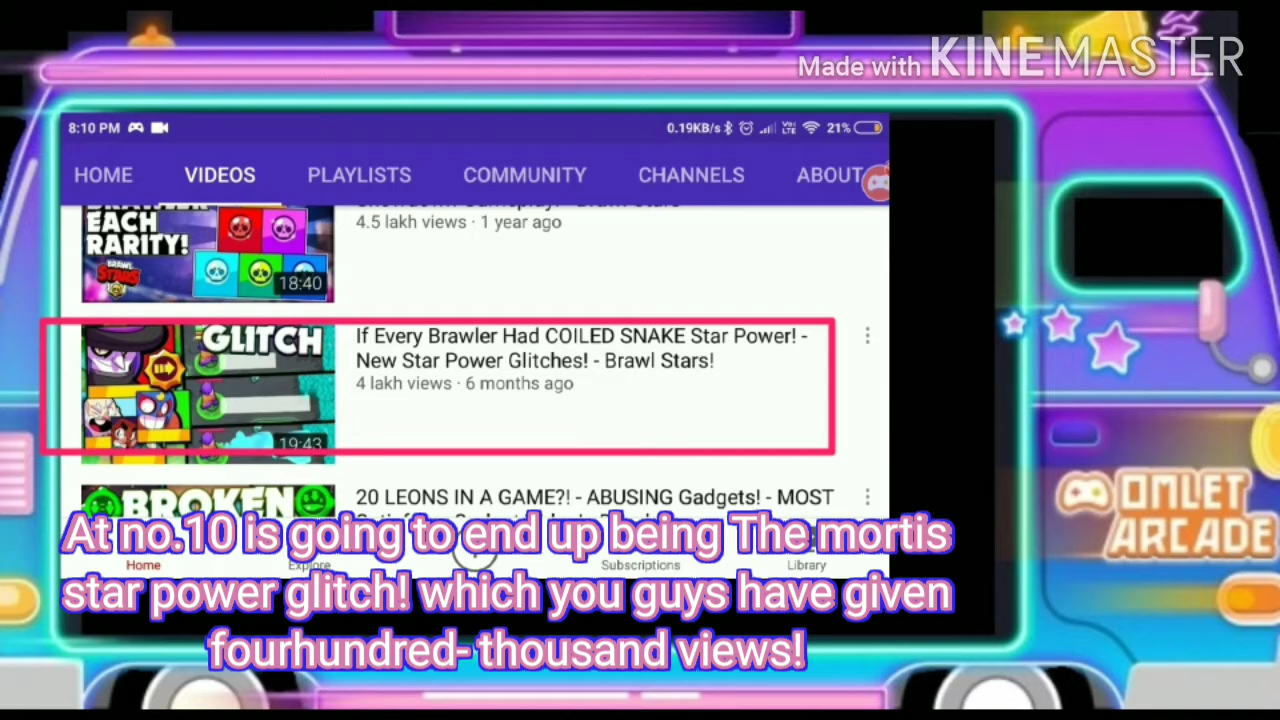 Made with KINEMASTER
8:10 PM
0.19KB/s
21%
HOME
VIDEOS
PLAYLISTS
COMMUNITY
CHANNELS
ABOUT
EACH
RARITY!
BRAWL
STARS
18:40
4.5 lakh views · 1 year ago
GLITCH
19:43
If Every Brawler Had COILED SNAKE Star Power! -
New Star Power Glitches! - Brawl Stars!
4 lakh views · 6 months ago
BROKEN
20 LEONS IN A GAME?! - ABUSING Gadgets! - MOST
At no.10 is going to end up being The mortis
star power glitch! which you guys have given
fourhundred- thousand views!
Home
Explore
Subscriptions
Library
OMLET
ARCADE